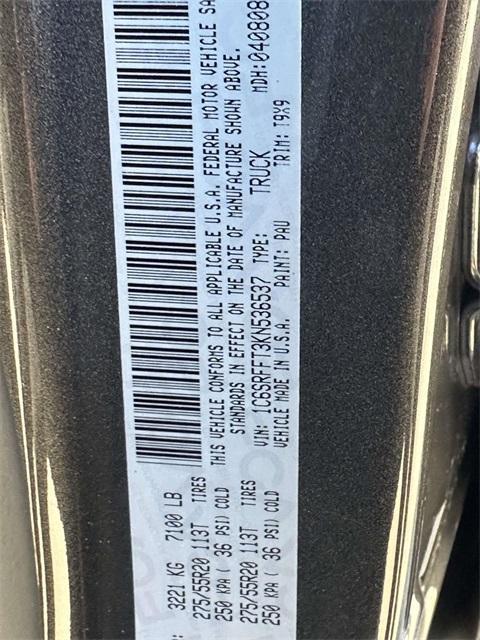 3221 KG 7100 LB
275/55R20 113T TIRES
250 KPA ( 36 PSI) COLD
275/55R20 113T TIRES
250 KPA ( 36 PSI) COLD
THIS VEHICLE CONFORMS TO ALL APPLICABLE U.S.A. FEDERAL MOTOR VEHICLE SA
STANDARDS IN EFFECT ON THE DATE OF MANUFACTURE SHOWN ABOVE.
VIN: 1C6SRFFT3KN536537 TYPE: TRUCK MDH:040808
VEHICLE MADE IN U.S.A. PAINT: PAU TRIM: T9X9